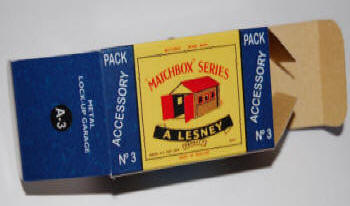 METAL
LOCK-UP GARAGE
A-3
PACK
ACCESSORY
Nº 3
MATCHBOX SERIES
A LESNEY
PACK
ACCESSORY
Nº 3